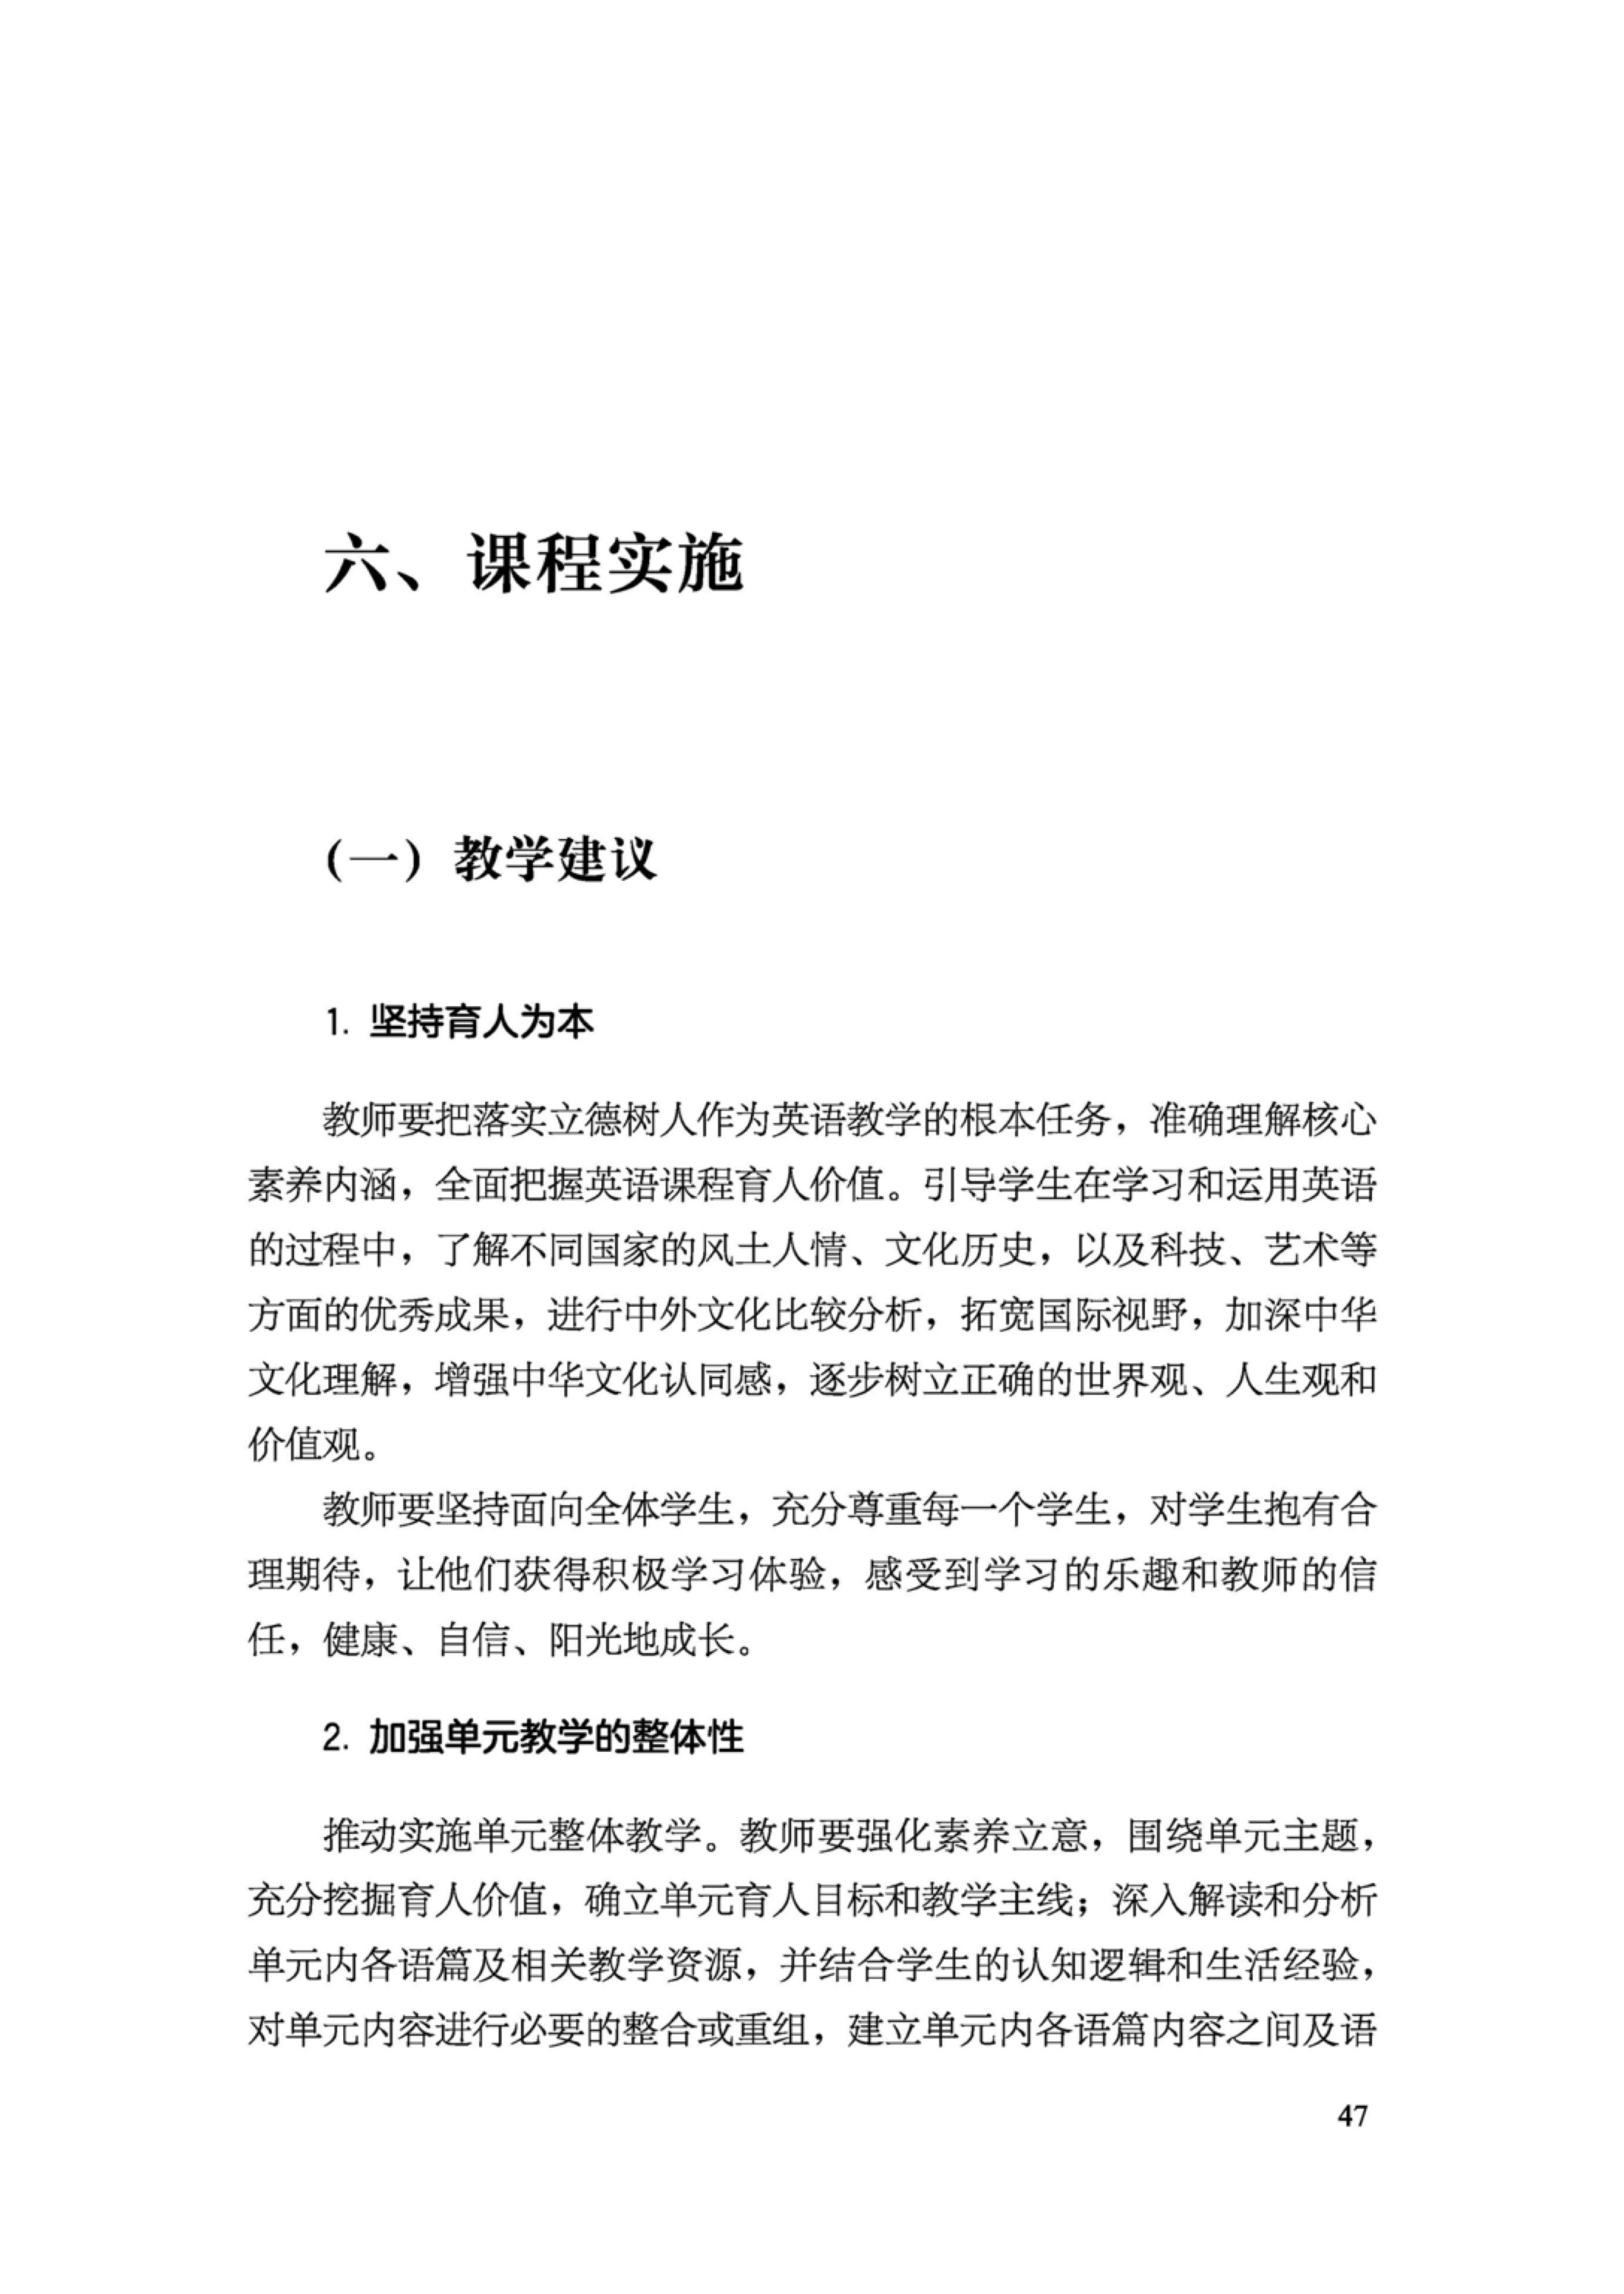 六、课程实施
（一）教学建议
1. 坚持育人为本
教师要把落实立德树人作为英语教学的根本任务，准确理解核心
素养内涵，全面把握英语课程育人价值。引导学生在学习和运用英语
的过程中，了解不同国家的风土人情、文化历史，以及科技、艺术等
方面的优秀成果，进行中外文化比较分析，拓宽国际视野，加深中华
文化理解，增强中华文化认同感，逐步树立正确的世界观、人生观和
价值观。
教师要坚持面向全体学生，充分尊重每一个学生，对学生抱有合
理期待，让他们获得积极学习体验，感受到学习的乐趣和教师的信
任，健康、自信、阳光地成长。
2. 加强单元教学的整体性
推动实施单元整体教学。教师要强化素养立意，围绕单元主题，
充分挖掘育人价值，确立单元育人目标和教学主线；深入解读和分析
单元内各语篇及相关教学资源，并结合学生的认知逻辑和生活经验，
对单元内容进行必要的整合或重组，建立单元内各语篇内容之间及语
47